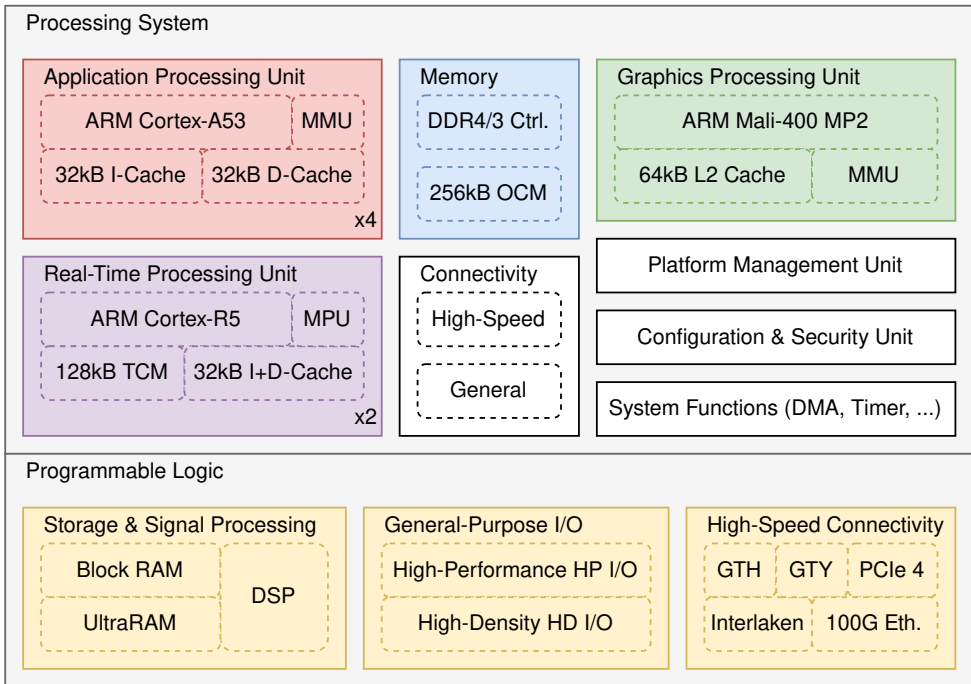 Processing System
Application Processing Unit
ARM Cortex-A53
MMU
32kB I-Cache
32kB D-Cache
x4
Memory
DDR4/3 Ctrl.
256kB OCM
Graphics Processing Unit
ARM Mali-400 MP2
64kB L2 Cache
MMU
Real-Time Processing Unit
ARM Cortex-R5
MPU
128kB TCM
32kB I+D-Cache
x2
Connectivity
High-Speed
General
Platform Management Unit
Configuration & Security Unit
System Functions (DMA, Timer, ...)
Programmable Logic
Storage & Signal Processing
Block RAM
UltraRAM
DSP
General-Purpose I/O
High-Performance HP I/O
High-Density HD I/O
High-Speed Connectivity
GTH
GTY
PCIe 4
Interlaken
100G Eth.